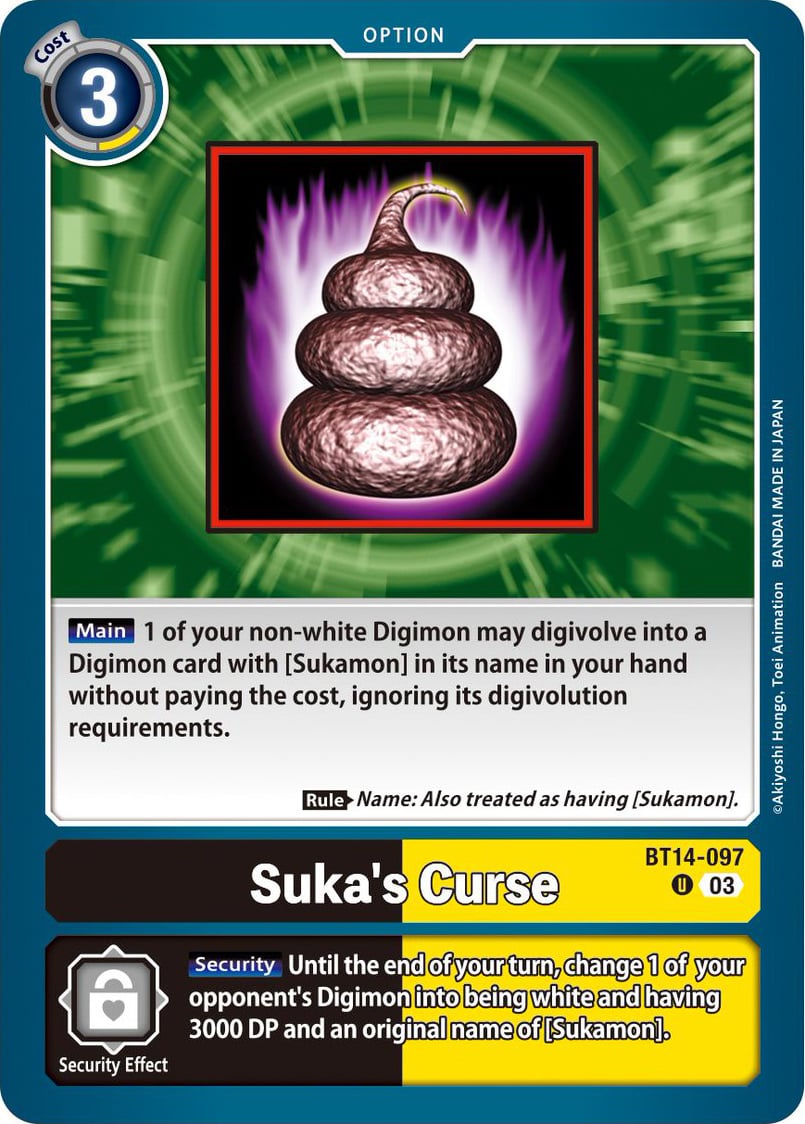 OPTION
Cost
3
Main 1 of your non-white Digimon may digivolve into a
Digimon card with [Sukamon] in its name in your hand
without paying the cost, ignoring its digivolution
requirements.
Rule Name: Also treated as having [Sukamon].
©Akiyoshi Hongo, Toei Animation BANDAI MADE IN JAPAN
BT14-097
Suka's Curse
U 03
Security Until the end of your turn, change 1 of your
opponent's Digimon into being white and having
3000 DP and an original name of [Sukamon].
Security Effect